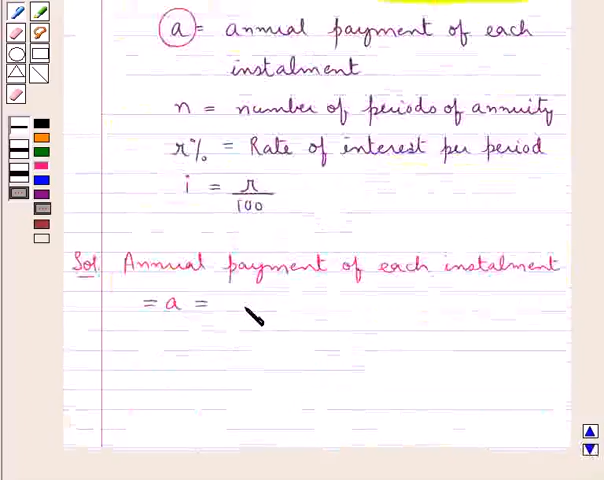 a = annual payment of each
instalment
n = number of periods of annuity
r% = Rate of interest per period
i = r/100
Sol. Annual payment of each instalment
= a =